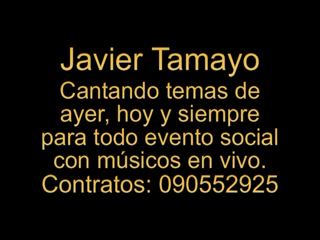 Javier Tamayo
Cantando temas de
ayer, hoy y siempre
para todo evento social
con músicos en vivo.
Contratos: 090552925